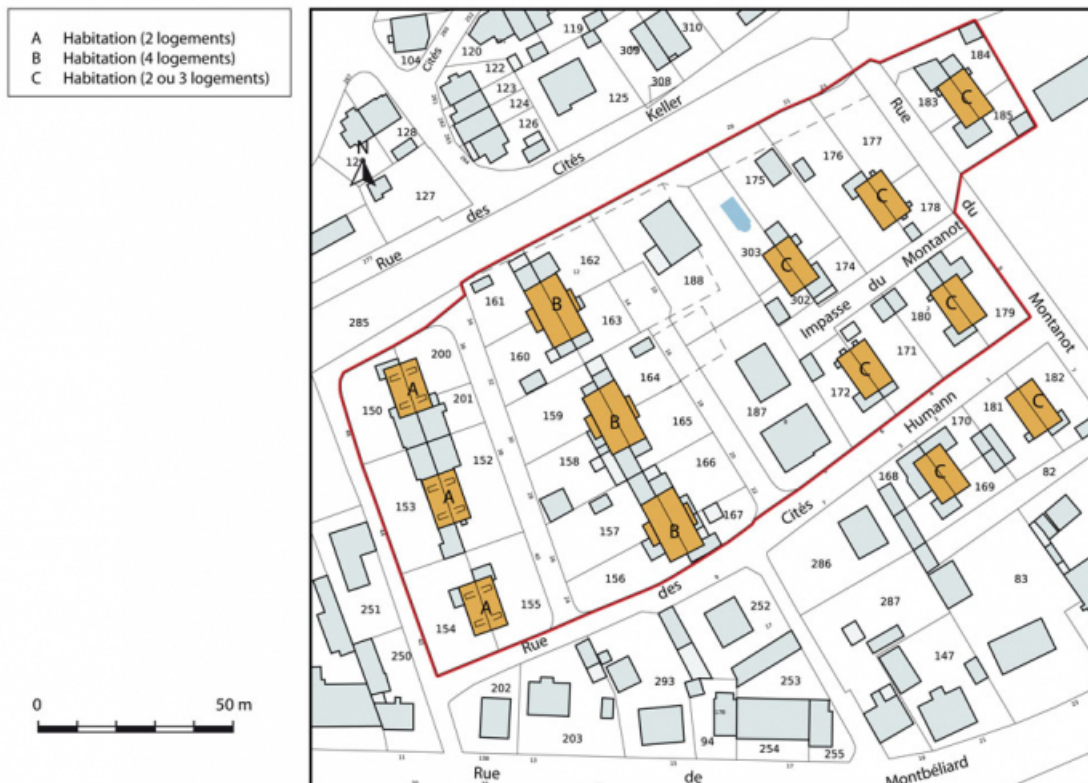 A Habitation (2 logements)
B Habitation (4 logements)
C Habitation (2 ou 3 logements)
N
0 50 m
104
Cités
120
122
123
124
126
119
125
309
310
308
Keller
Cités
des
Rue
128
127
285
Rue
du
Montanot
184
183
C
185
177
176
175
C
178
162
161
B
163
160
188
303
C
302
174
Impasse du Montanot
180
C
179
200
150
A
201
159
164
B
165
158
187
172
C
171
152
153
A
166
157
B
167
156
154
A
155
Rue
des
Cités
Humann
181
182
C
170
168
C
169
82
251
250
286
287
83
147
252
253
293
202
203
94
254
255
Rue
de
Montbéliard